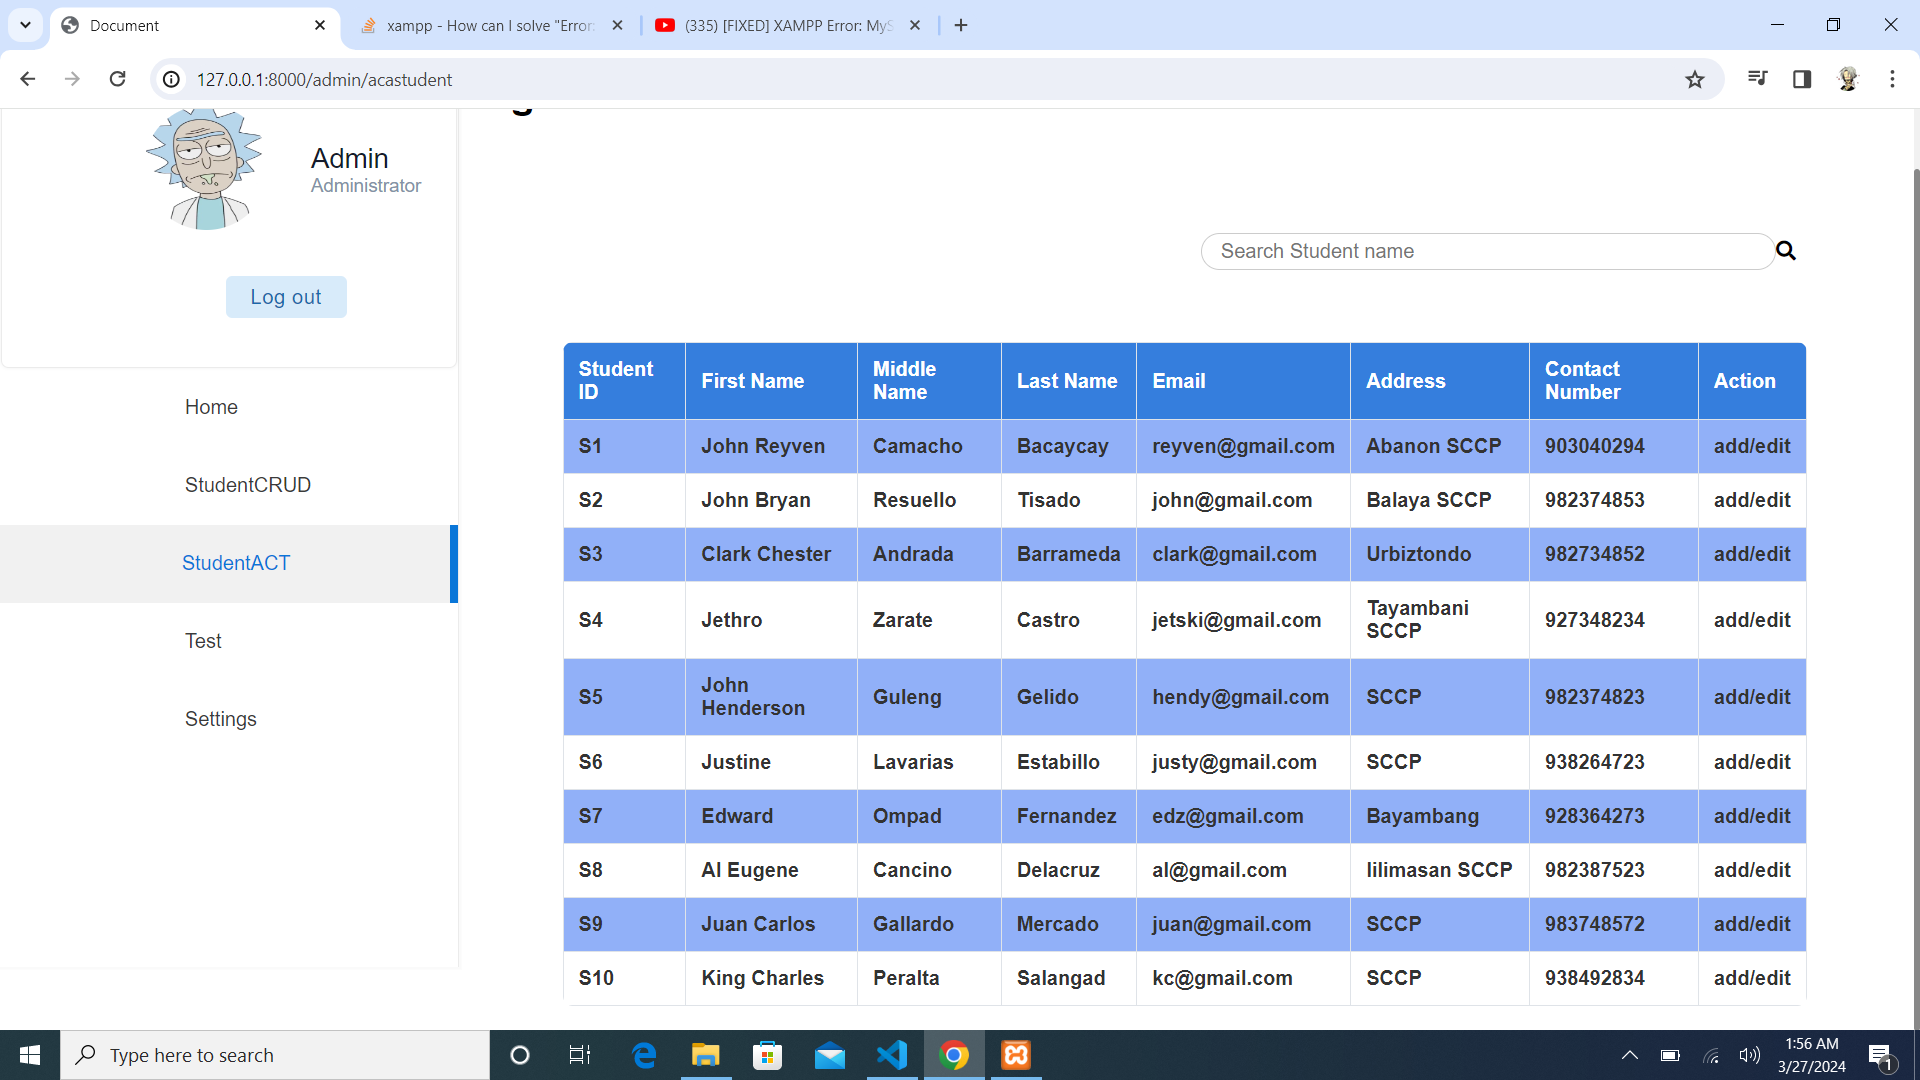 Document
xampp - How can I solve "Error:
(335) [FIXED] XAMPP Error: MyS
127.0.0.1:8000/admin/acastudent
Admin
Administrator
Log out
Home
StudentCRUD
StudentACT
Test
Settings
Search Student name
Student ID First Name Middle Name Last Name Email Address Contact Number Action
S1 John Reyven Camacho Bacaycay reyven@gmail.com Abanon SCCP 903040294 add/edit
S2 John Bryan Resuello Tisado john@gmail.com Balaya SCCP 982374853 add/edit
S3 Clark Chester Andrada Barrameda clark@gmail.com Urbiztondo 982734852 add/edit
S4 Jethro Zarate Castro jetski@gmail.com Tayambani SCCP 927348234 add/edit
S5 John Henderson Guleng Gelido hendy@gmail.com SCCP 982374823 add/edit
S6 Justine Lavarias Estabillo justy@gmail.com SCCP 938264723 add/edit
S7 Edward Ompad Fernandez edz@gmail.com Bayambang 928364273 add/edit
S8 Al Eugene Cancino Delacruz al@gmail.com lilimasan SCCP 982387523 add/edit
S9 Juan Carlos Gallardo Mercado juan@gmail.com SCCP 983748572 add/edit
S10 King Charles Peralta Salangad kc@gmail.com SCCP 938492834 add/edit
Type here to search
1:56 AM
3/27/2024
1